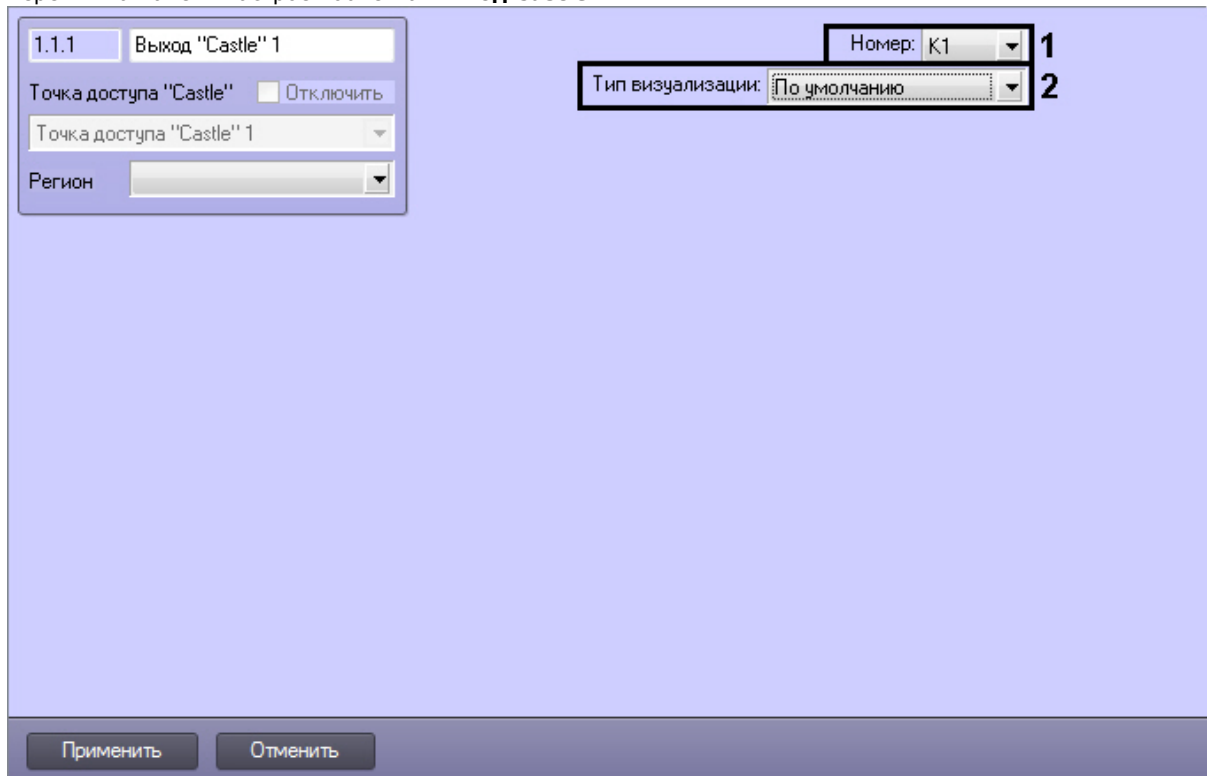 1.1.1 Выход "Castle" 1
Точка доступа "Castle" Отключить
Точка доступа "Castle" 1
Регион
Номер: К1 1
Тип визуализации: По умолчанию 2
Применить Отменить